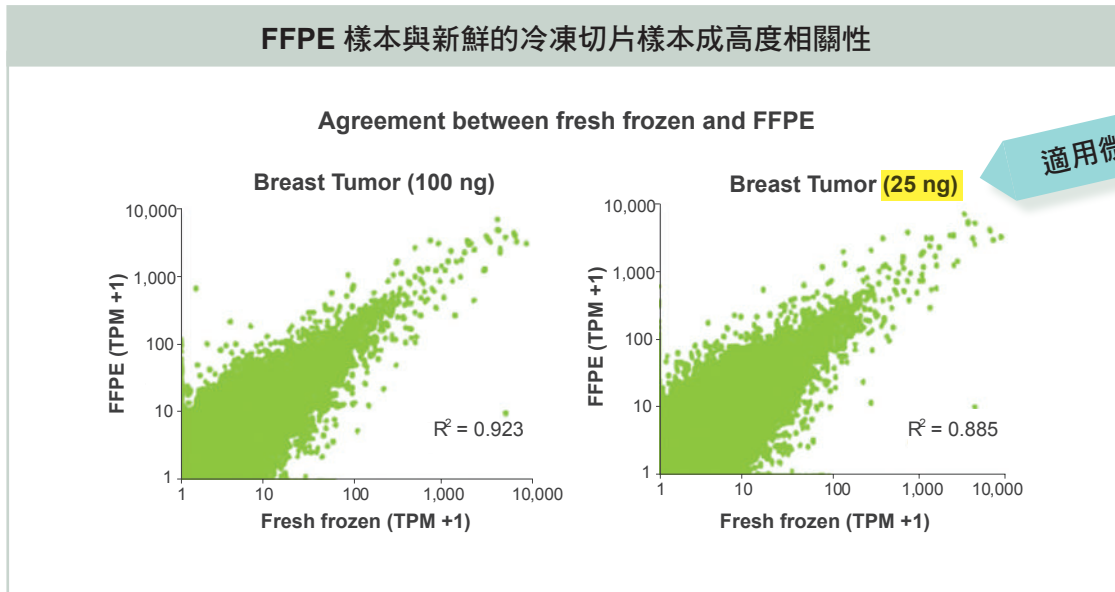 FFPE 樣本與新鮮的冷凍切片樣本成高度相關性
Agreement between fresh frozen and FFPE
適用微
Breast Tumor (100 ng)
10,000
1,000
100
10
1
FFPE (TPM +1)
R² = 0.923
1 10 100 1,000 10,000
Fresh frozen (TPM +1)
Breast Tumor (25 ng)
10,000
1,000
100
10
1
FFPE (TPM +1)
R² = 0.885
1 10 100 1,000 10,000
Fresh frozen (TPM +1)